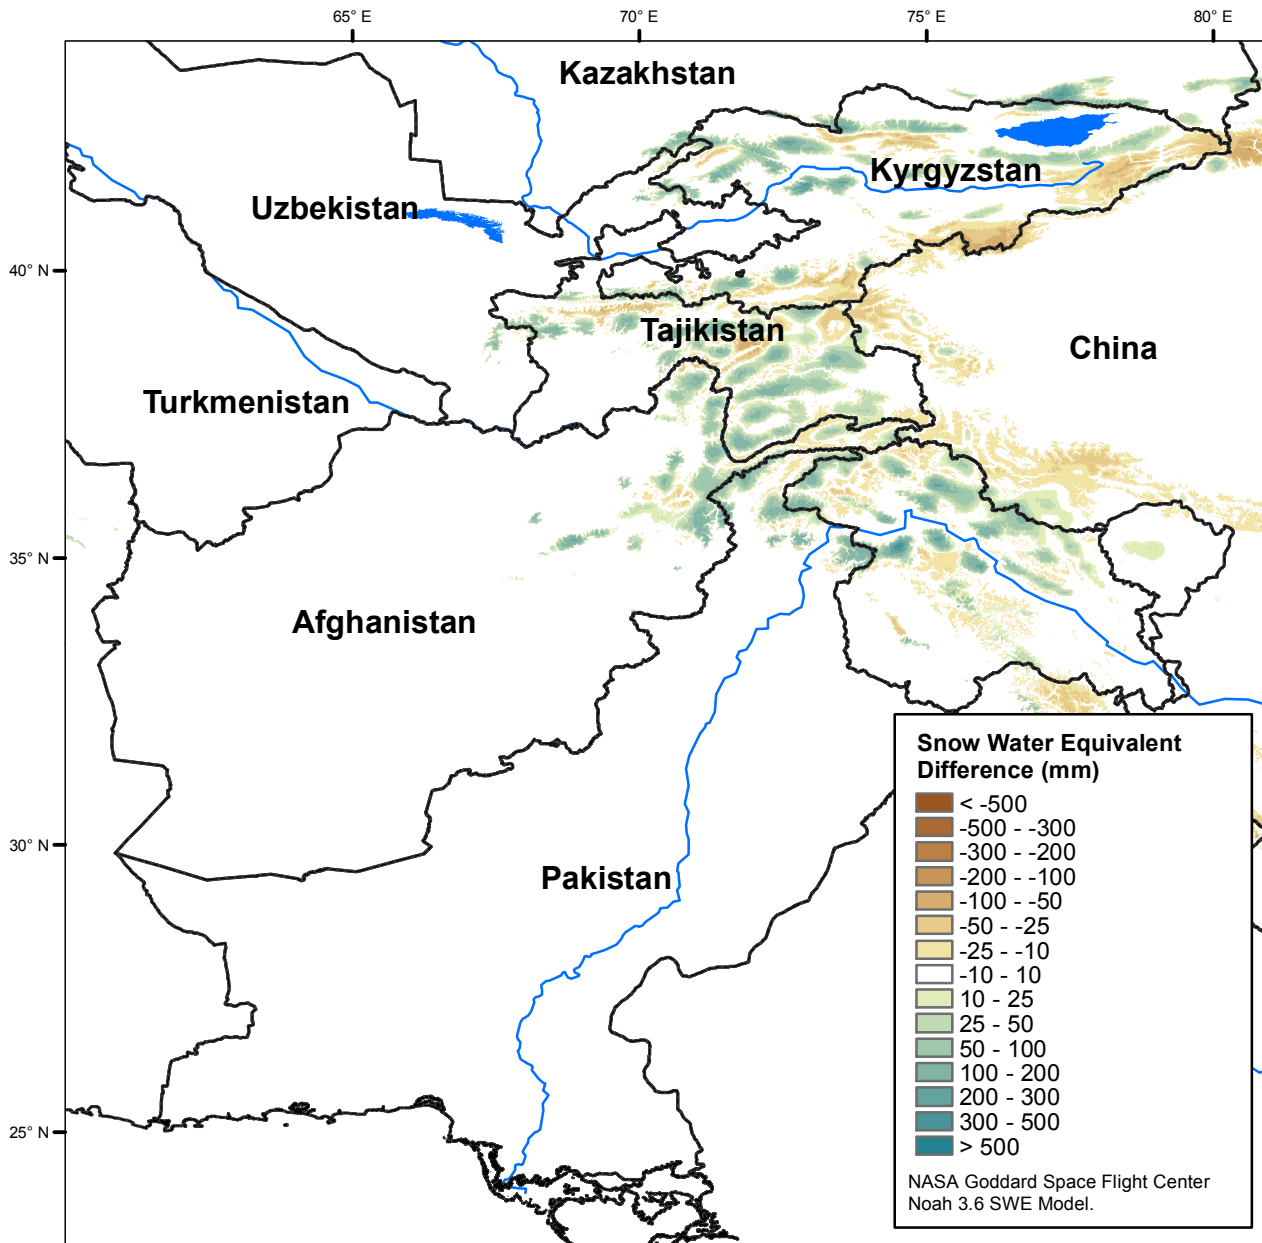 65° E
70° E
75° E
80° E
Kazakhstan
Kyrgyzstan
Uzbekistan
40° N
Tajikistan
China
Turkmenistan
35° N
Afghanistan
Snow Water Equivalent
Difference (mm)
< -500
-500 - -300
-300 - -200
-200 - -100
-100 - -50
-50 - -25
-25 - -10
-10 - 10
10 - 25
25 - 50
50 - 100
100 - 200
200 - 300
300 - 500
> 500
NASA Goddard Space Flight Center
Noah 3.6 SWE Model.
30° N
Pakistan
25° N